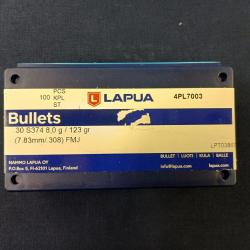 100 PCS
KPL
ST
LAPUA
4PL7003
Bullets
30 S374 8,0 g / 123 gr
(7.83mm/.308) FMJ
BULLET | LUOTI | KULA | BALLE
NAMMO LAPUA OY
P.O.Box 5, FI-62101 Lapua, Finland
info@lapua.com
lapua.com